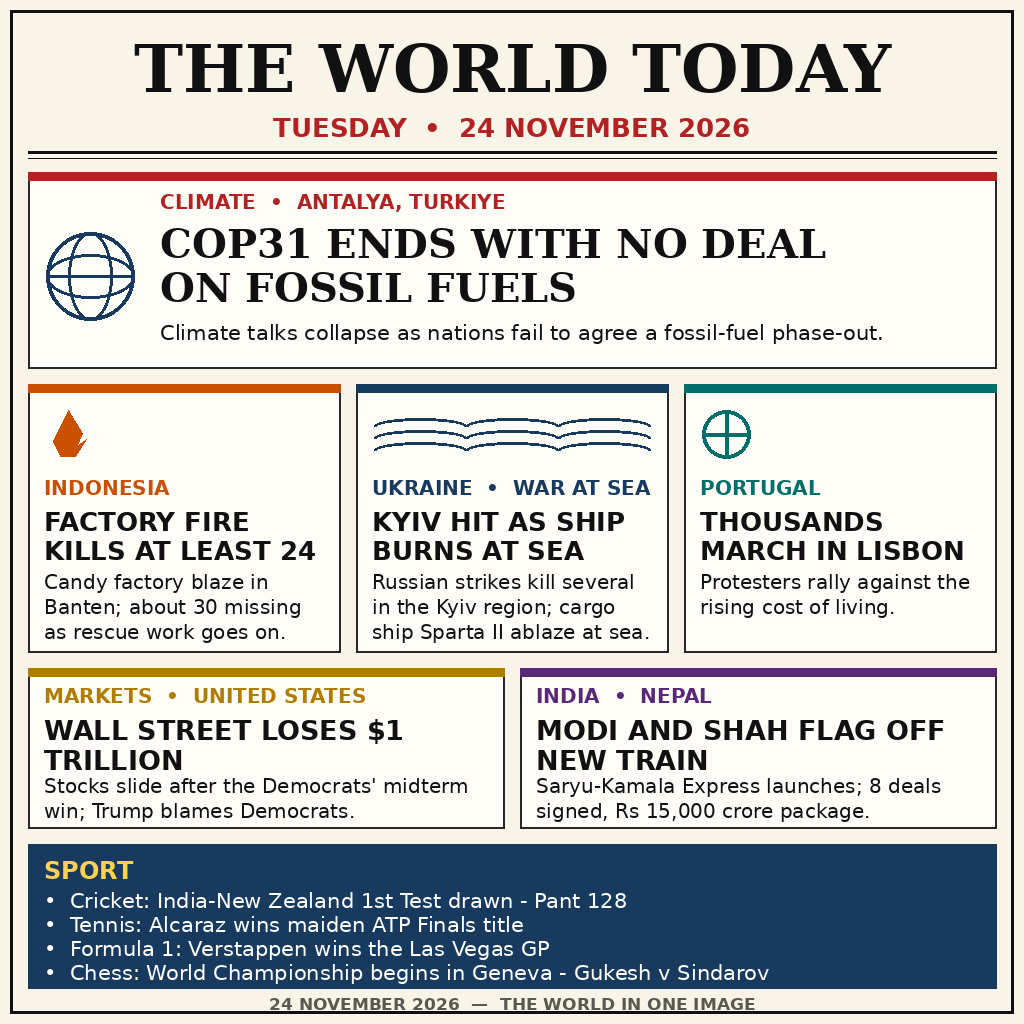 THE WORLD TODAY
TUESDAY • 24 NOVEMBER 2026
CLIMATE • ANTALYA, TURKIYE
COP31 ENDS WITH NO DEAL
ON FOSSIL FUELS
Climate talks collapse as nations fail to agree a fossil-fuel phase-out.
INDONESIA
FACTORY FIRE
KILLS AT LEAST 24
Candy factory blaze in
Banten; about 30 missing
as rescue work goes on.
UKRAINE • WAR AT SEA
KYIV HIT AS SHIP
BURNS AT SEA
Russian strikes kill several
in the Kyiv region; cargo
ship Sparta II ablaze at sea.
PORTUGAL
THOUSANDS
MARCH IN LISBON
Protesters rally against the
rising cost of living.
MARKETS • UNITED STATES
WALL STREET LOSES $1
TRILLION
Stocks slide after the Democrats' midterm
win; Trump blames Democrats.
INDIA • NEPAL
MODI AND SHAH FLAG OFF
NEW TRAIN
Saryu-Kamala Express launches; 8 deals
signed, Rs 15,000 crore package.
SPORT
• Cricket: India-New Zealand 1st Test drawn - Pant 128
• Tennis: Alcaraz wins maiden ATP Finals title
• Formula 1: Verstappen wins the Las Vegas GP
• Chess: World Championship begins in Geneva - Gukesh v Sindarov
24 NOVEMBER 2026 — THE WORLD IN ONE IMAGE